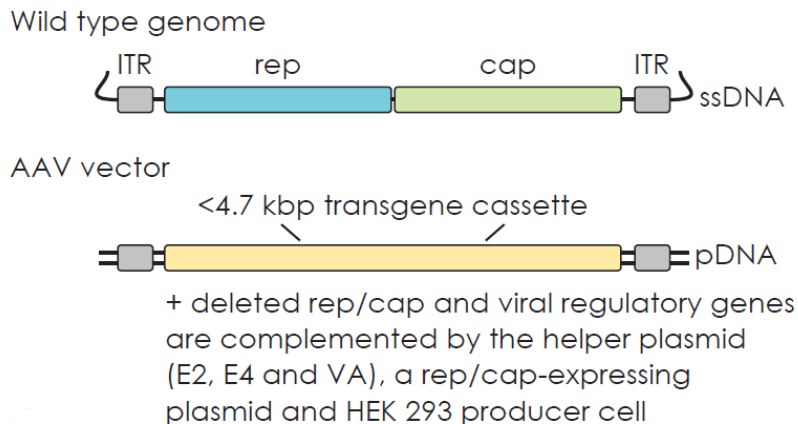 Wild type genome
ITR rep cap ITR
ssDNA
AAV vector
<4.7 kbp transgene cassette
pDNA
+ deleted rep/cap and viral regulatory genes
are complemented by the helper plasmid
(E2, E4 and VA), a rep/cap-expressing
plasmid and HEK 293 producer cell